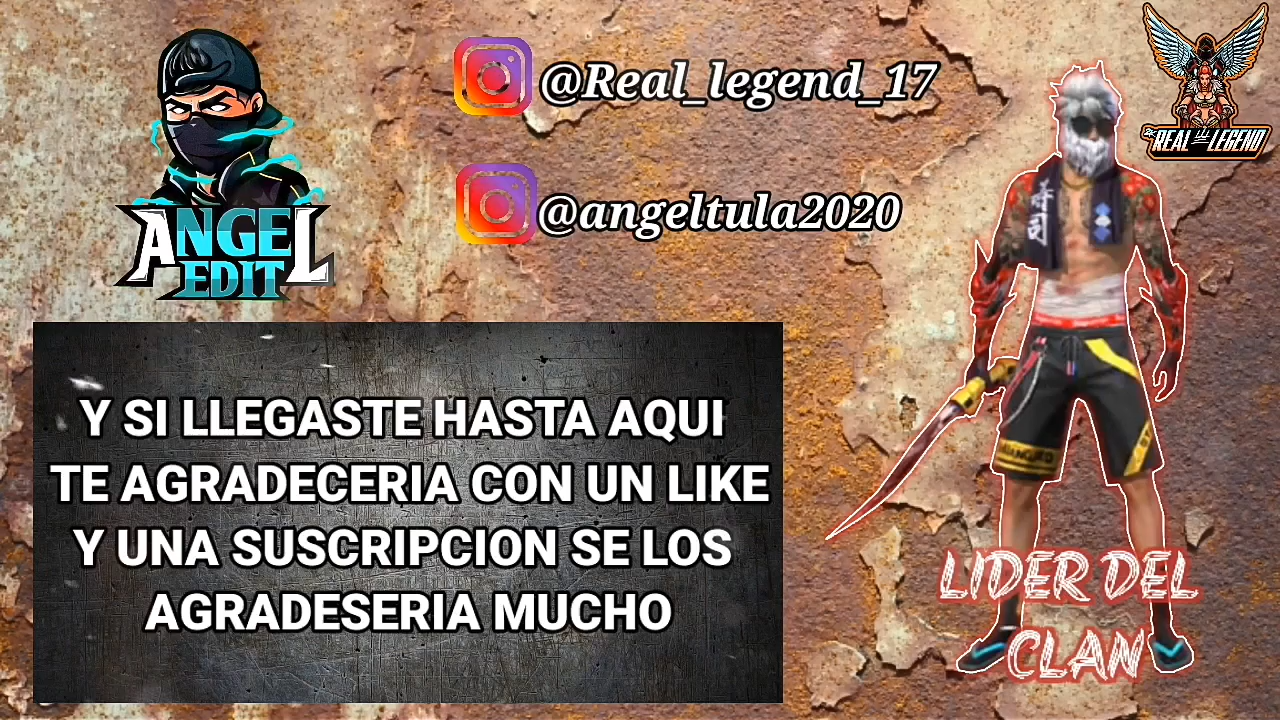 @Real_legend_17
REAL LEGEND
@angeltula2020
ANGEL
EDIT
Y SI LLEGASTE HASTA AQUI
TE AGRADECERIA CON UN LIKE
Y UNA SUSCRIPCION SE LOS
AGRADESERIA MUCHO
LIDER DEL
CLAN